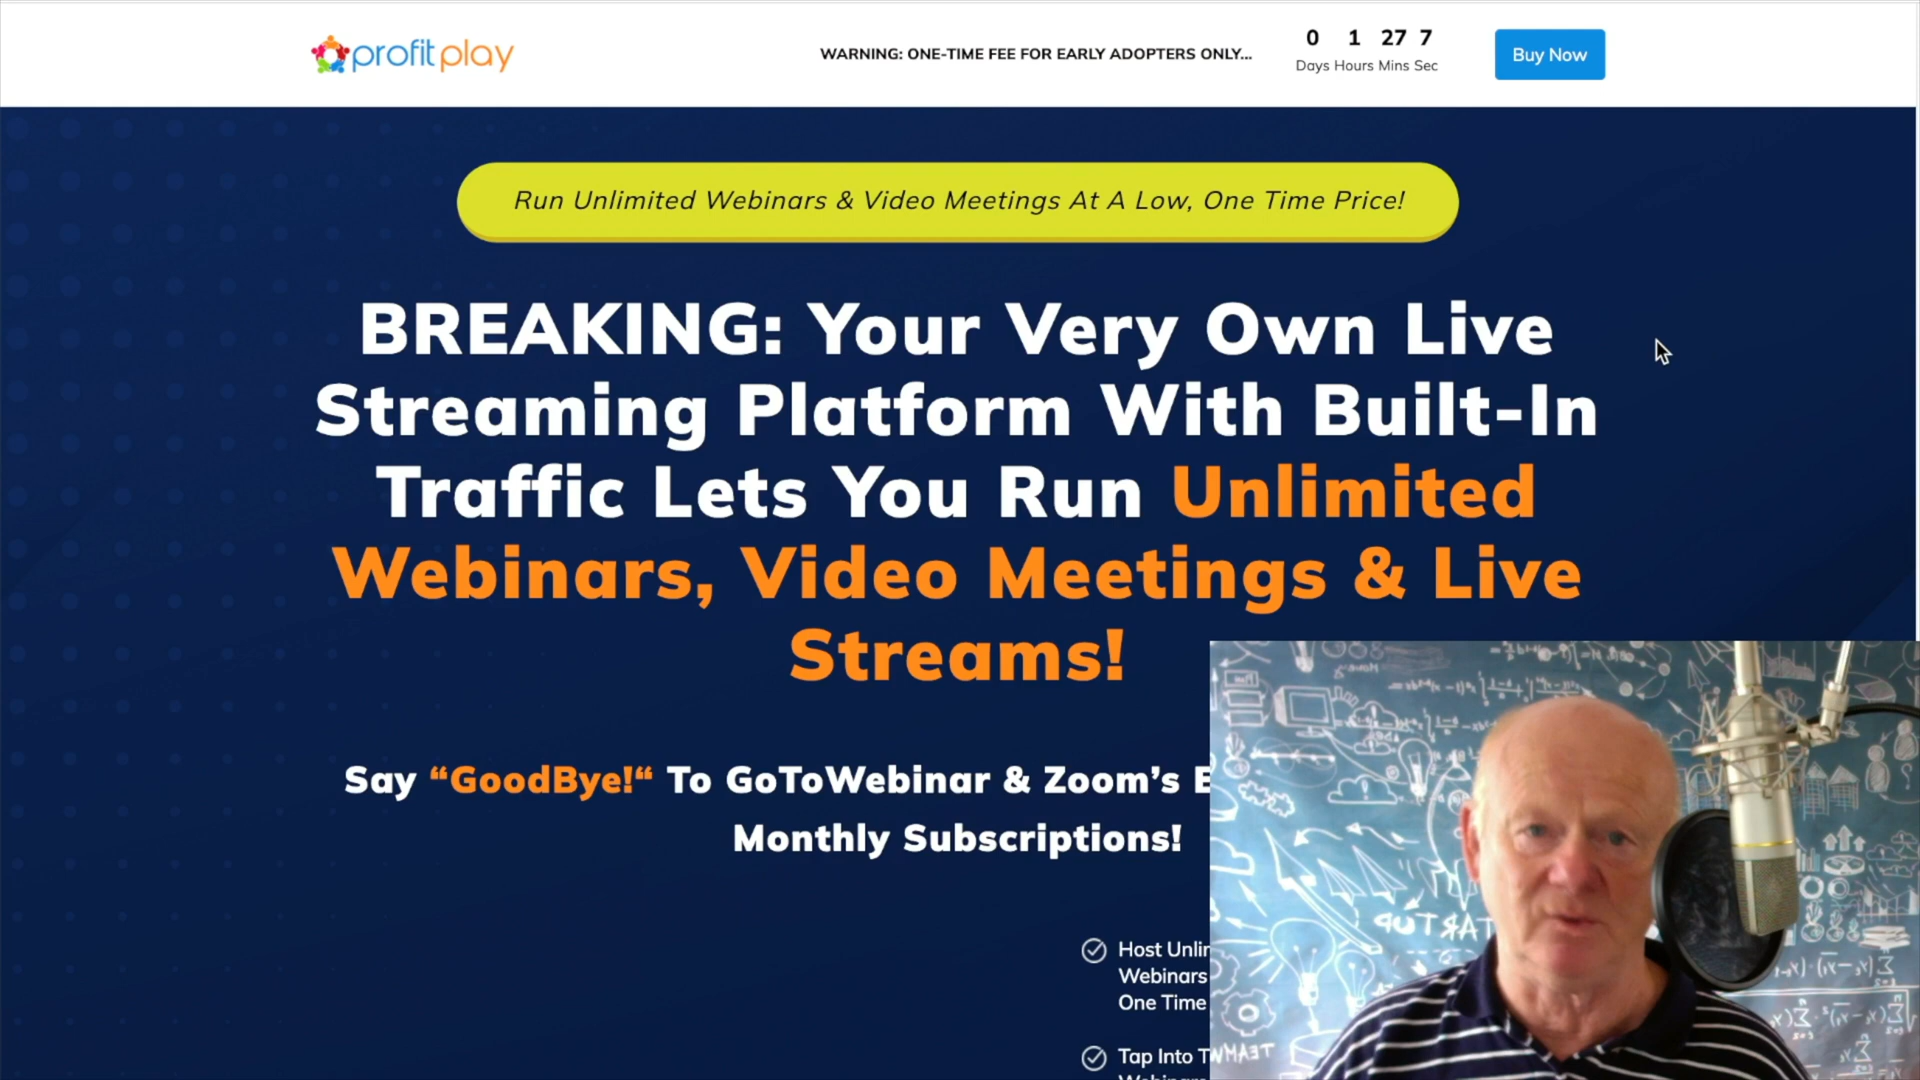 profitplay
WARNING: ONE-TIME FEE FOR EARLY ADOPTERS ONLY...
0 1 27 7
Days Hours Mins Sec
Buy Now
Run Unlimited Webinars & Video Meetings At A Low, One Time Price!
BREAKING: Your Very Own Live
Streaming Platform With Built-In
Traffic Lets You Run Unlimited
Webinars, Video Meetings & Live
Streams!
Say “GoodBye!“ To GoToWebinar & Zoom’s
Monthly Subscriptions!
Host
Webinars
One Time
Tap Into